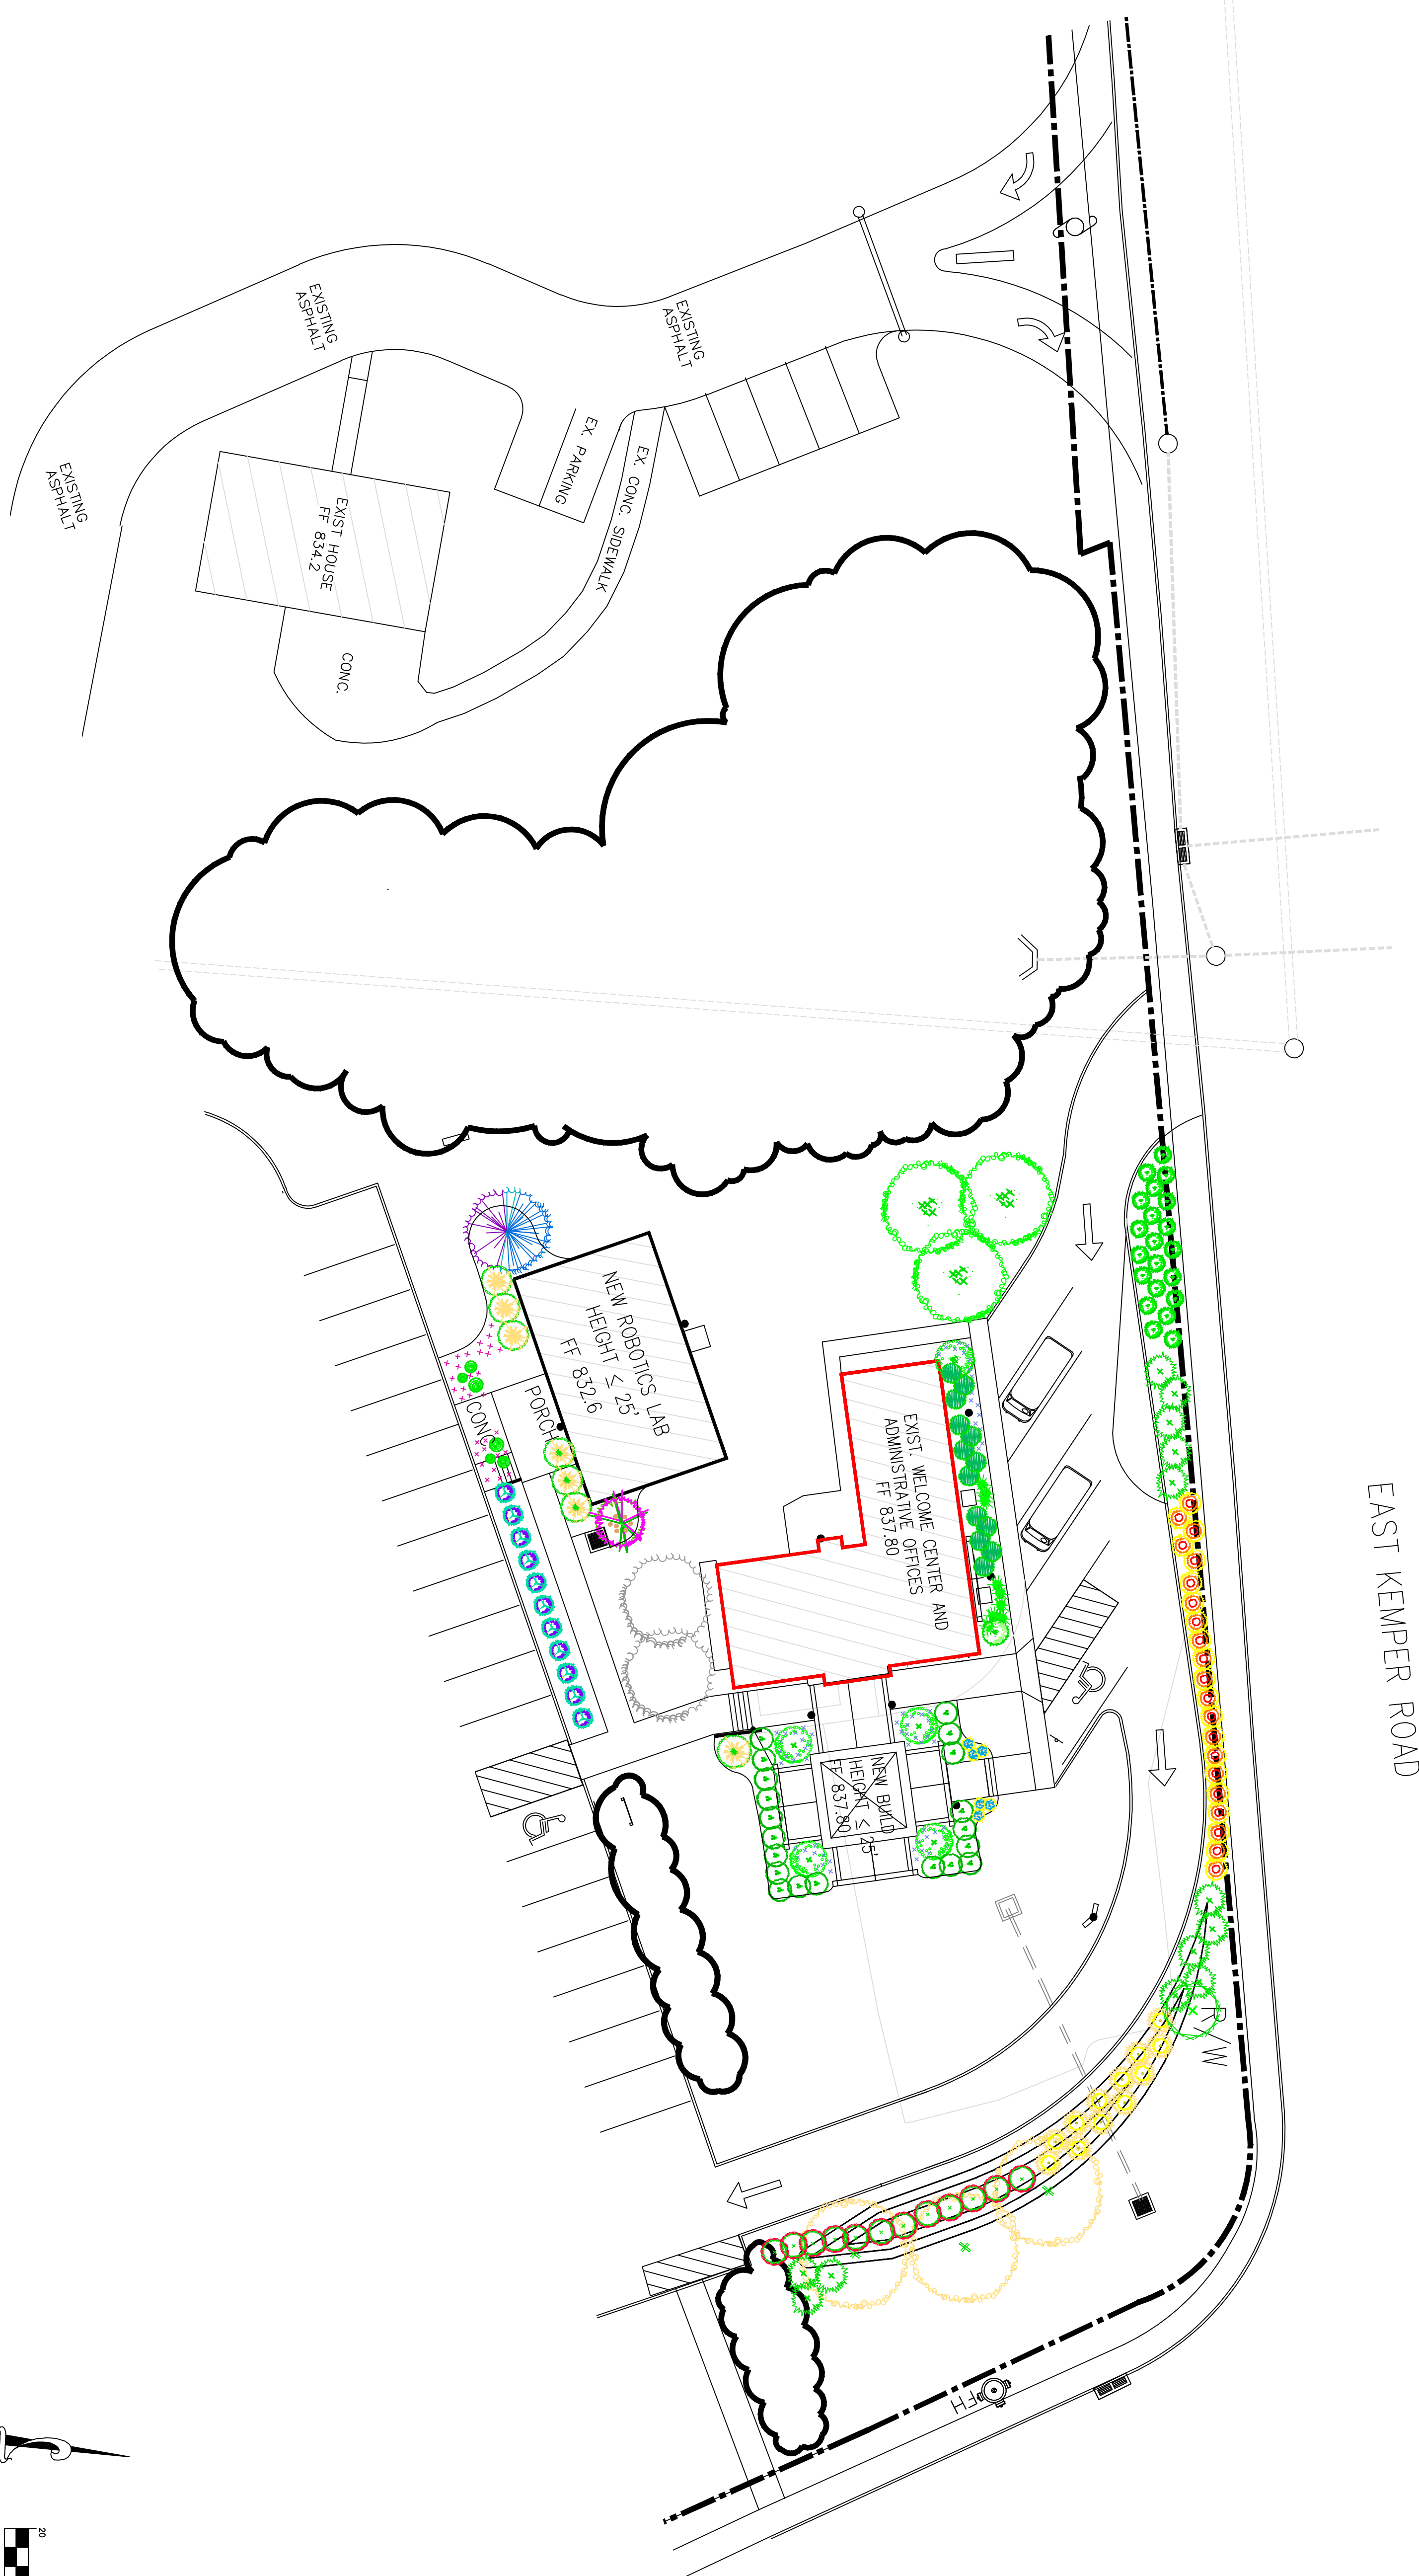 EAST KEMPER ROAD
EXISTING
ASPHALT
EXISTING
ASPHALT
EXISTING
ASPHALT
EX. PARKING
EX. CONC. SIDEWALK
EXIST HOUSE
FF 834.2
CONC.
NEW ROBOTICS LAB
HEIGHT ≤ 25'
FF 832.6
PORCH
CONC.
EXIST. WELCOME CENTER AND
ADMINISTRATIVE OFFICES
FF 837.80
NEW BUILD
HEIGHT ≤ 25'
FF 837.80
R/W
FH
20